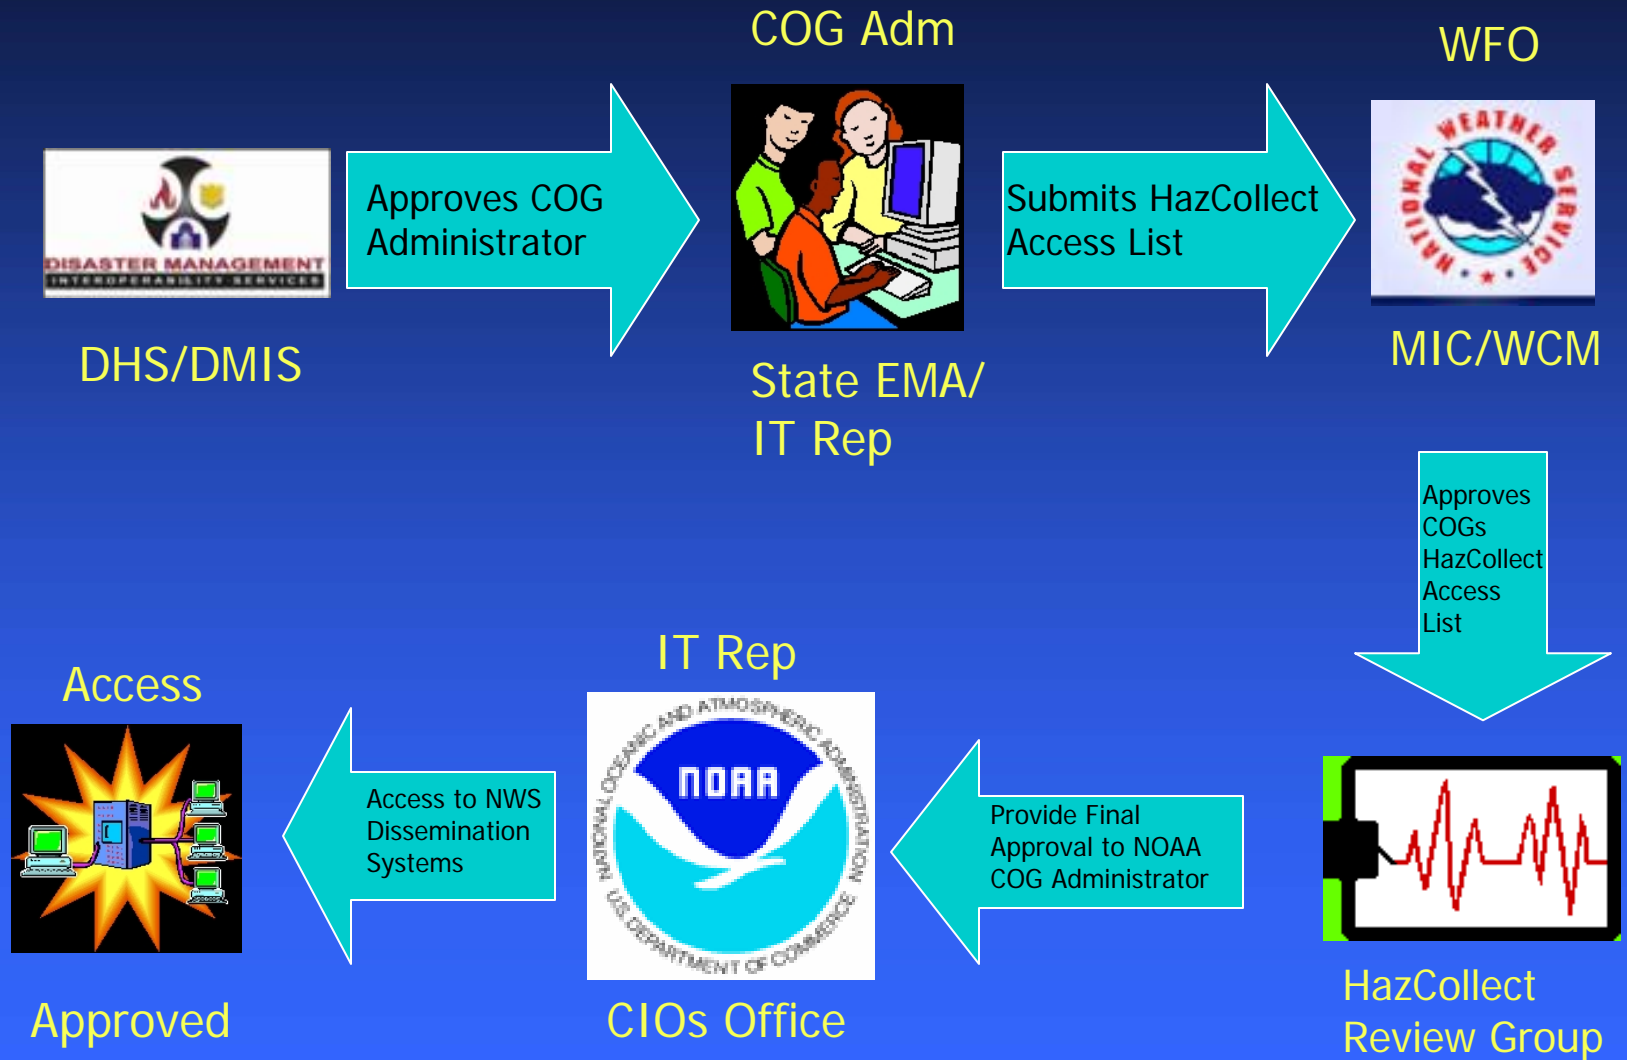 COG Adm
WFO
DISASTER MANAGEMENT
INTEROPERABILITY SERVICES
Approves COG
Administrator
Submits HazCollect
Access List
NATIONAL WEATHER SERVICE
DHS/DMIS
State EMA/
IT Rep
MIC/WCM
Approves
COGs
HazCollect
Access
List
Access
IT Rep
Access to NWS
Dissemination
Systems
NATIONAL OCEANIC AND ATMOSPHERIC ADMINISTRATION
NOAA
U.S. DEPARTMENT OF COMMERCE
Provide Final
Approval to NOAA
COG Administrator
Approved
CIOs Office
HazCollect
Review Group